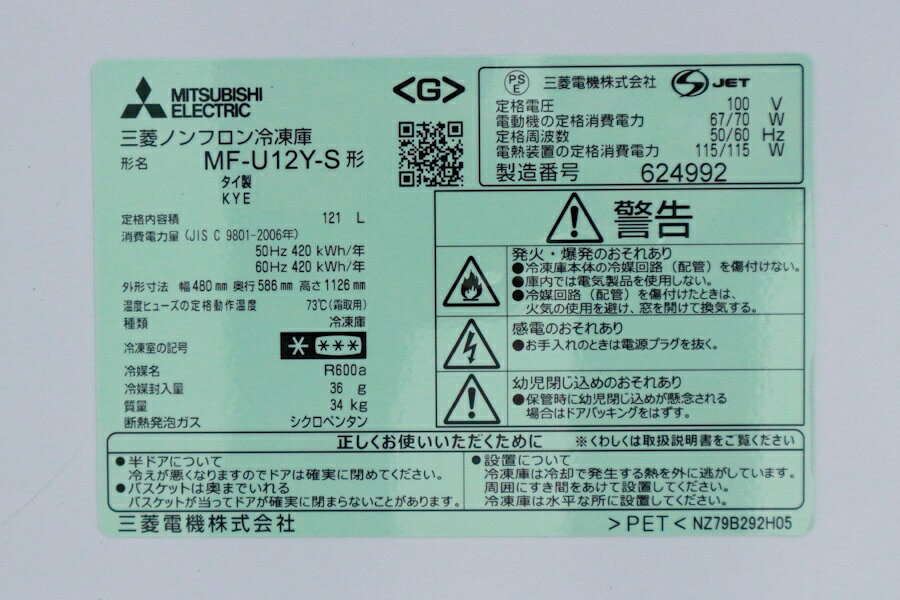 MITSUBISHI
ELECTRIC
<G>
三菱ノンフロン冷凍庫
形名 MF-U12Y-S 形
タイ製
KYE
定格内容積 121 L
消費電力量 (JIS C 9801-2006年)
50Hz 420 kWh/年
60Hz 420 kWh/年
外形寸法 幅480mm 奥行586mm 高さ1126mm
温度ヒューズの定格動作温度 73℃(霜取用)
種類 冷凍庫
冷凍室の記号 * ***
冷媒名 R600a
冷媒封入量 36 g
質量 34 kg
断熱発泡ガス シクロペンタン
PS
E
三菱電機株式会社 JET
定格電圧 100 V
電動機の定格消費電力 67/70 W
定格周波数 50/60 Hz
電熱装置の定格消費電力 115/115 W
製造番号 624992
警告
発火・爆発のおそれあり
●冷凍庫本体の冷媒回路(配管)を傷付けない。
●庫内では電気製品を使用しない。
●冷媒回路(配管)を傷付けたときは、
火気の使用を避け、窓を開けて換気する。
感電のおそれあり
●お手入れのときは電源プラグを抜く。
幼児閉じ込めのおそれあり
●保管時に幼児閉じ込めが懸念される
場合はドアパッキングをはずす。
正しくお使いいただくために ※くわしくは取扱説明書をご覧ください
●半ドアについて
冷えが悪くなりますのでドアは確実に閉めてください。
●バスケットは奥までいれる
バスケットが当ってドアが確実に閉まらないことがあります。
●設置について
冷凍庫は冷却で発生する熱を外に逃がしています。
周囲にすき間をあけて設置してください。
冷凍庫は水平な所に設置してください。
三菱電機株式会社
>PET< NZ79B292H05